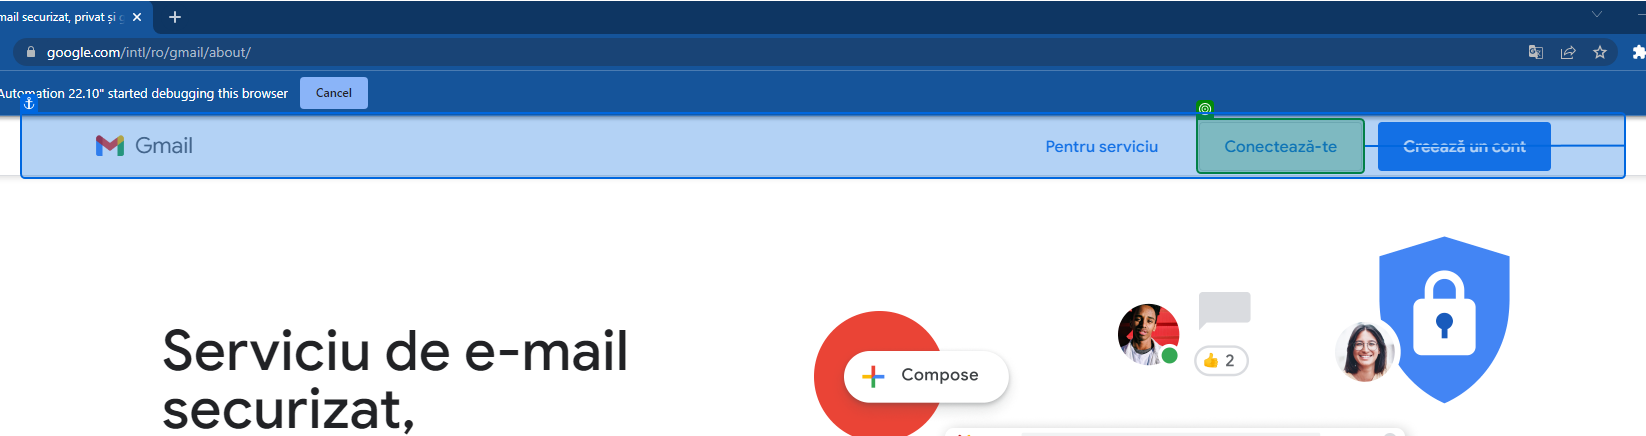 mail securizat, privat și g
google.com/intl/ro/gmail/about/
Automation 22.10" started debugging this browser Cancel
Gmail Pentru serviciu Conectează-te Creează un cont
Serviciu de e-mail
securizat,
Compose
2